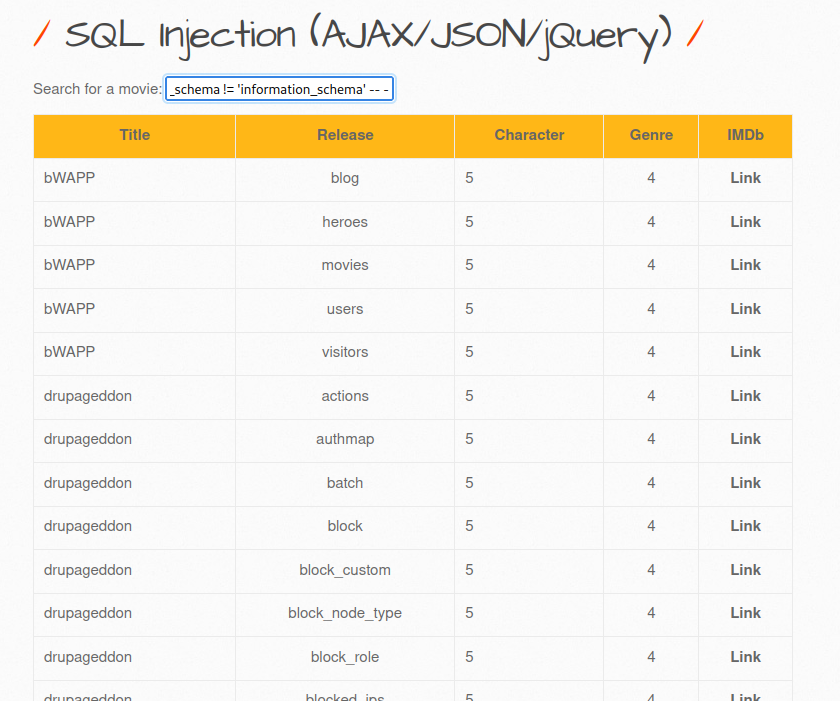 / SQL Injection (AJAX/JSON/jQuery) /
Search for a movie: _schema != 'information_schema' -- -
Title Release Character Genre IMDb
bWAPP blog 5 4 Link
bWAPP heroes 5 4 Link
bWAPP movies 5 4 Link
bWAPP users 5 4 Link
bWAPP visitors 5 4 Link
drupageddon actions 5 4 Link
drupageddon authmap 5 4 Link
drupageddon batch 5 4 Link
drupageddon block 5 4 Link
drupageddon block_custom 5 4 Link
drupageddon block_node_type 5 4 Link
drupageddon block_role 5 4 Link
drupageddon blocked_ips 5 4 Link